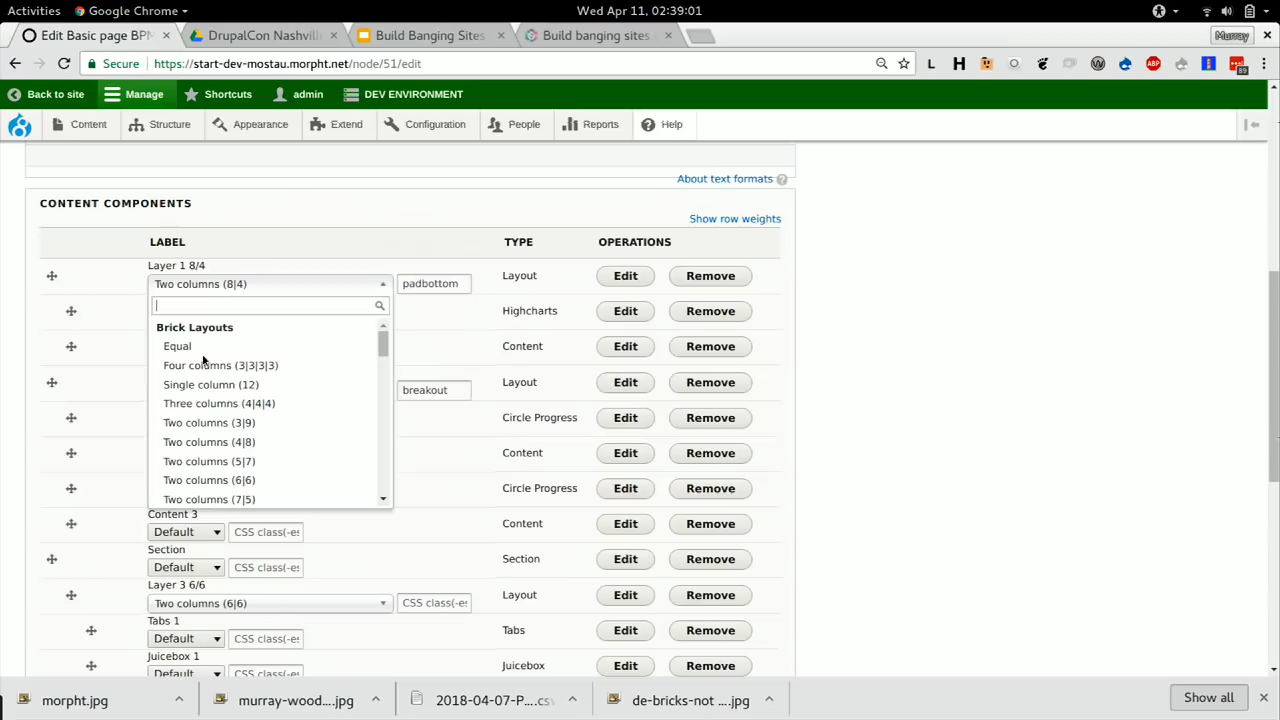 Activities Google Chrome Wed Apr 11, 02:39:01
Edit Basic page BPM × DrupalCon Nashvill × Build Banging Sites × Build banging sites × Murray
Secure https://start-dev-mostau.morpht.net/node/51/edit L H ABP 89
Back to site Manage Shortcuts admin DEV ENVIRONMENT
Content Structure Appearance Extend Configuration People Reports Help
About text formats ?
CONTENT COMPONENTS
Show row weights
LABEL TYPE OPERATIONS
Layer 1 8/4
Two columns (8|4) padbottom Layout Edit Remove
Highcharts Edit Remove
Brick Layouts
Equal Content Edit Remove
Four columns (3|3|3|3)
Single column (12) breakout Layout Edit Remove
Three columns (4|4|4)
Two columns (3|9) Circle Progress Edit Remove
Two columns (4|8) Content Edit Remove
Two columns (5|7)
Two columns (6|6) Circle Progress Edit Remove
Two columns (7|5)
Content 3
Default CSS class(-es Content Edit Remove
Section
Default CSS class(-es Section Edit Remove
Layer 3 6/6
Two columns (6|6) CSS class(-es Layout Edit Remove
Tabs 1
Default CSS class(-es Tabs Edit Remove
Juicebox 1
Default CSS class(-es Juicebox Edit Remove
morpht.jpg murray-wood....jpg 2018-04-07-P....csv de-bricks-not ....jpg Show all